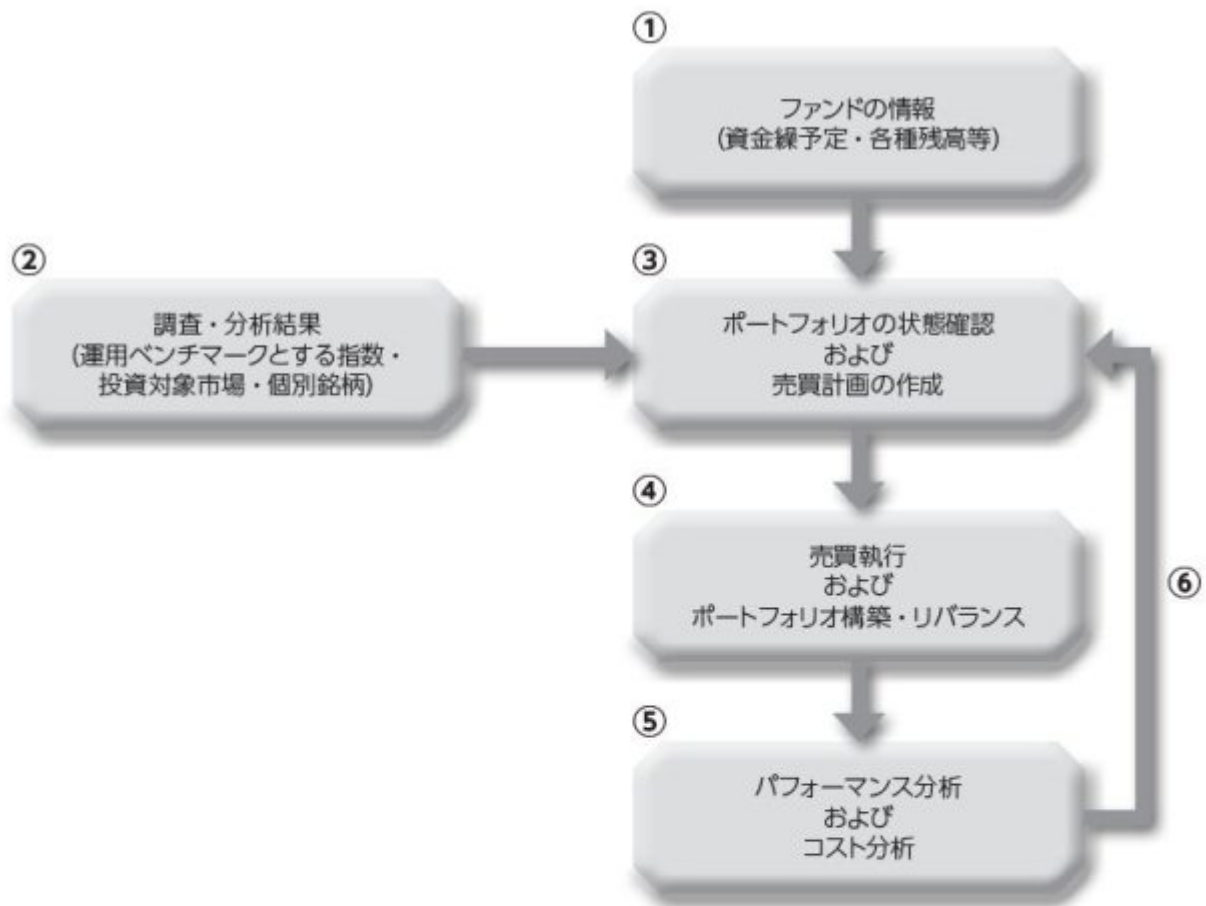 ①
ファンドの情報
(資金繰予定・各種残高等)
②
調査・分析結果
(運用ベンチマークとする指数・
投資対象市場・個別銘柄)
③
ポートフォリオの状態確認
および
売買計画の作成
④
売買執行
および
ポートフォリオ構築・リバランス
⑤
パフォーマンス分析
および
コスト分析
⑥